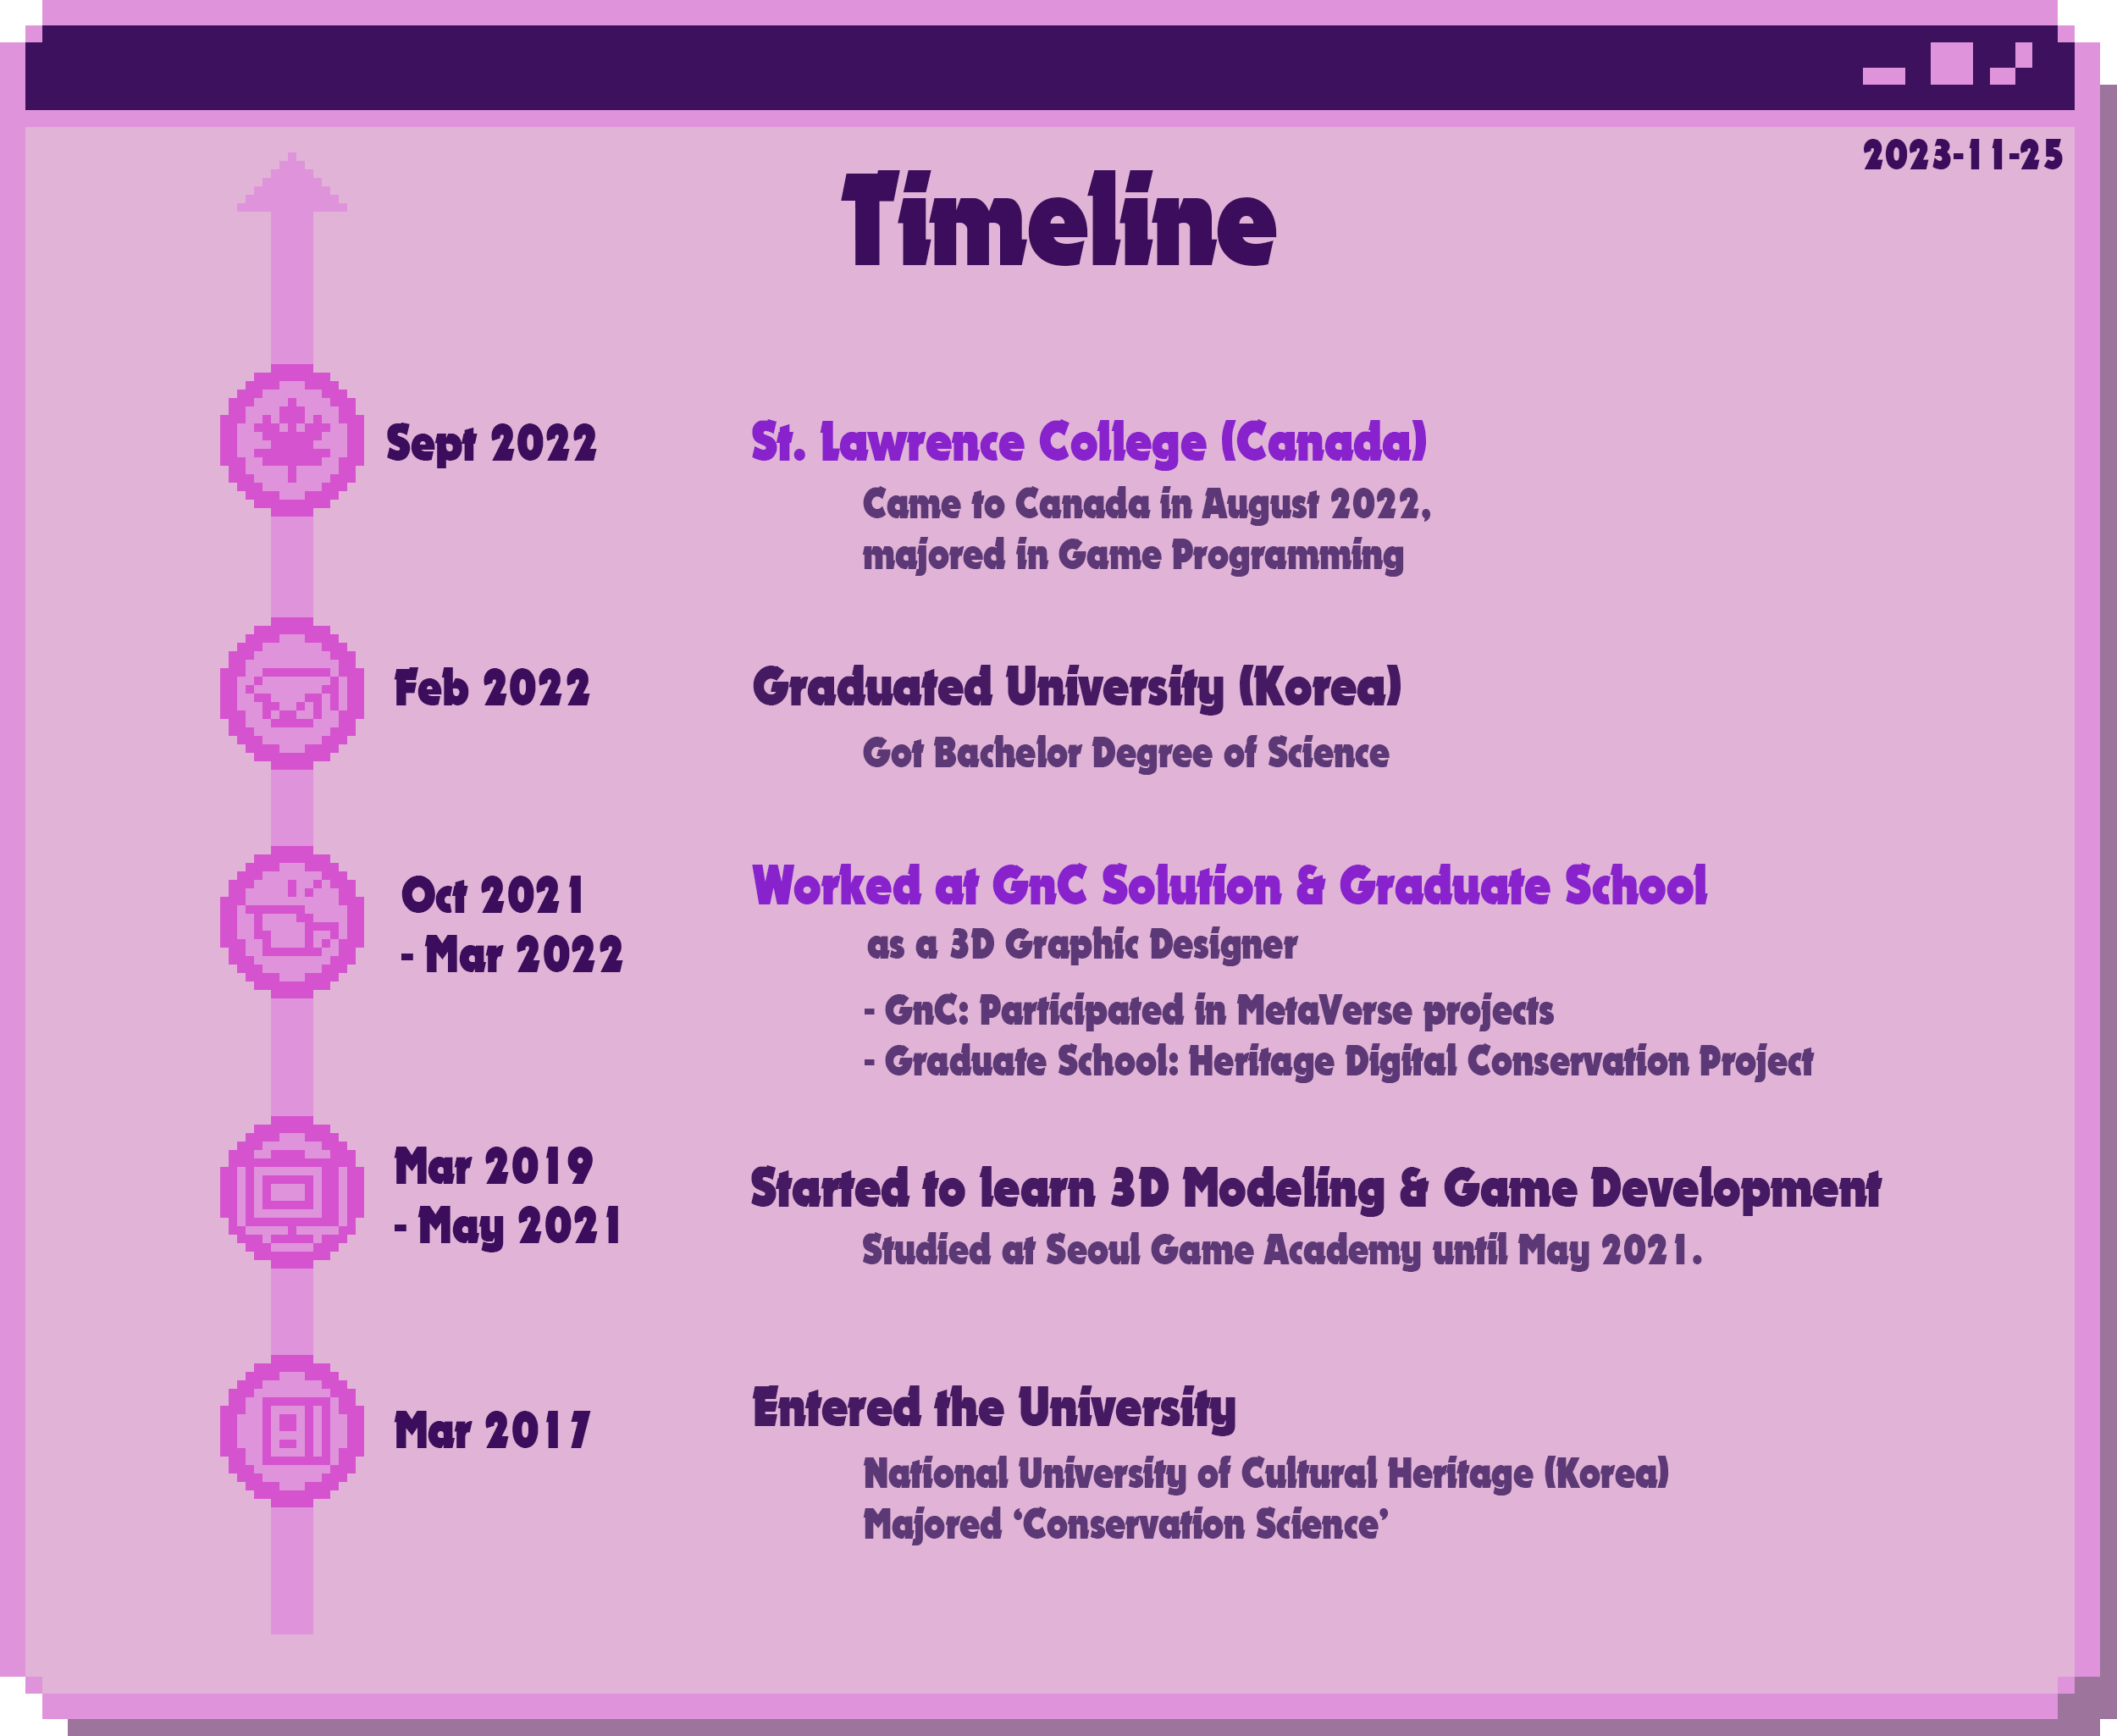 2023-11-25
Timeline
Sept 2022
St. Lawrence College (Canada)
Came to Canada in August 2022,
majored in Game Programming
Feb 2022
Graduated University (Korea)
Got Bachelor Degree of Science
Oct 2021
- Mar 2022
Worked at GnC Solution & Graduate School
as a 3D Graphic Designer
- GnC: Participated in MetaVerse projects
- Graduate School: Heritage Digital Conservation Project
Mar 2019
- May 2021
Started to learn 3D Modeling & Game Development
Studied at Seoul Game Academy until May 2021.
Mar 2017
Entered the University
National University of Cultural Heritage (Korea)
Majored ‘Conservation Science’